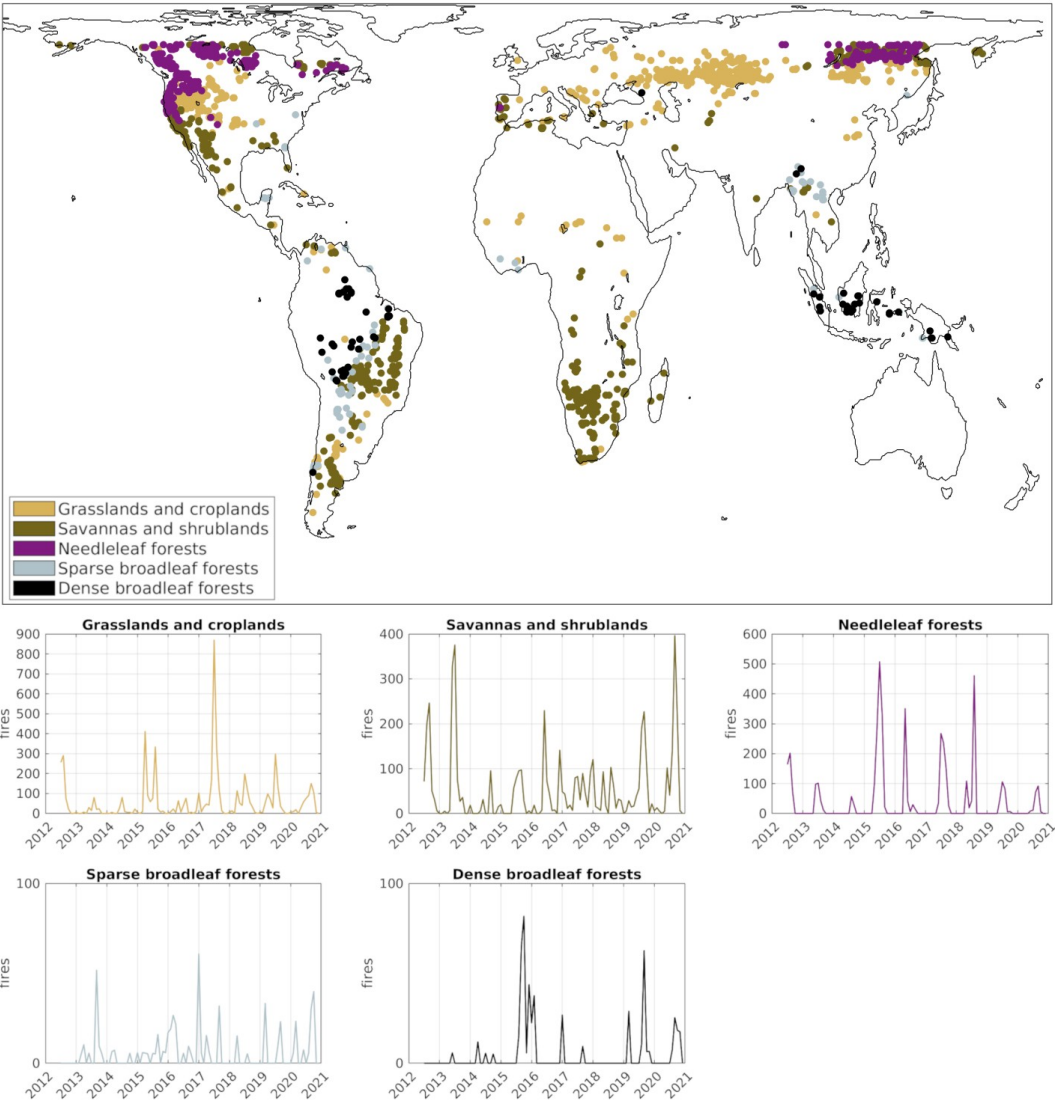 Grasslands and croplands
Savannas and shrublands
Needleleaf forests
Sparse broadleaf forests
Dense broadleaf forests
Grasslands and croplands
900
800
700
600
500
400
300
200
100
0
fires
2012 2013 2014 2015 2016 2017 2018 2019 2020 2021
Savannas and shrublands
400
300
200
100
0
fires
2012 2013 2014 2015 2016 2017 2018 2019 2020 2021
Needleleaf forests
600
500
400
300
200
100
0
fires
2012 2013 2014 2015 2016 2017 2018 2019 2020 2021
Sparse broadleaf forests
100
0
fires
2012 2013 2014 2015 2016 2017 2018 2019 2020 2021
Dense broadleaf forests
100
0
fires
2012 2013 2014 2015 2016 2017 2018 2019 2020 2021